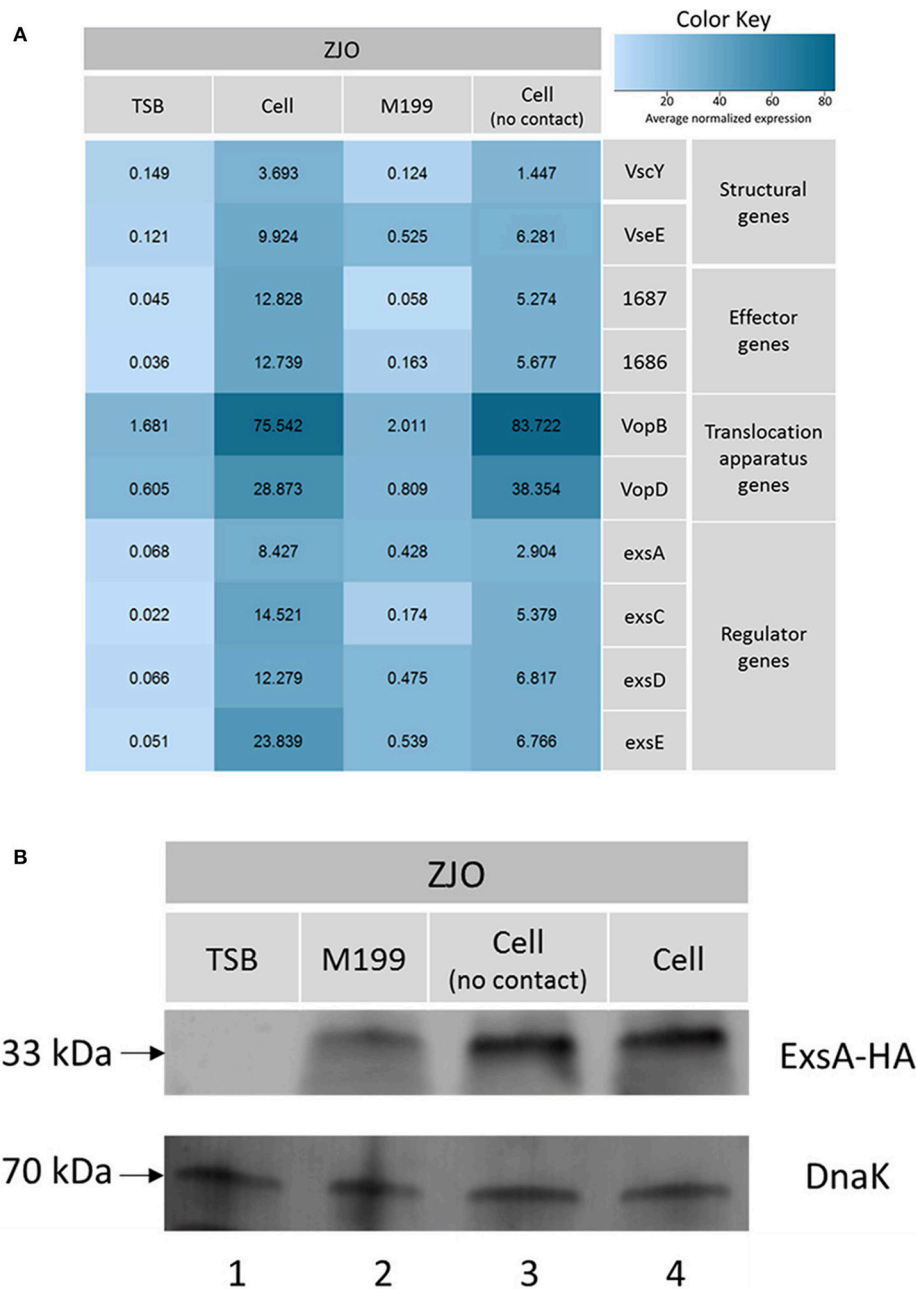 A
Color Key
20 40 60 80
Average normalized expression
ZJO
TSB Cell M199 Cell
(no contact)
0.149 3.693 0.124 1.447 VscY
Structural
genes
0.121 9.924 0.525 6.281 VseE
0.045 12.828 0.058 5.274 1687
Effector
genes
0.036 12.739 0.163 5.677 1686
1.681 75.542 2.011 83.722 VopB
Translocation
apparatus
genes
0.605 28.873 0.809 38.354 VopD
0.068 8.427 0.428 2.904 exsA
0.022 14.521 0.174 5.379 exsC
Regulator
genes
0.066 12.279 0.475 6.817 exsD
0.051 23.839 0.539 6.766 exsE
B
ZJO
TSB M199 Cell
(no contact)
Cell
33 kDa ExsA-HA
70 kDa DnaK
1 2 3 4